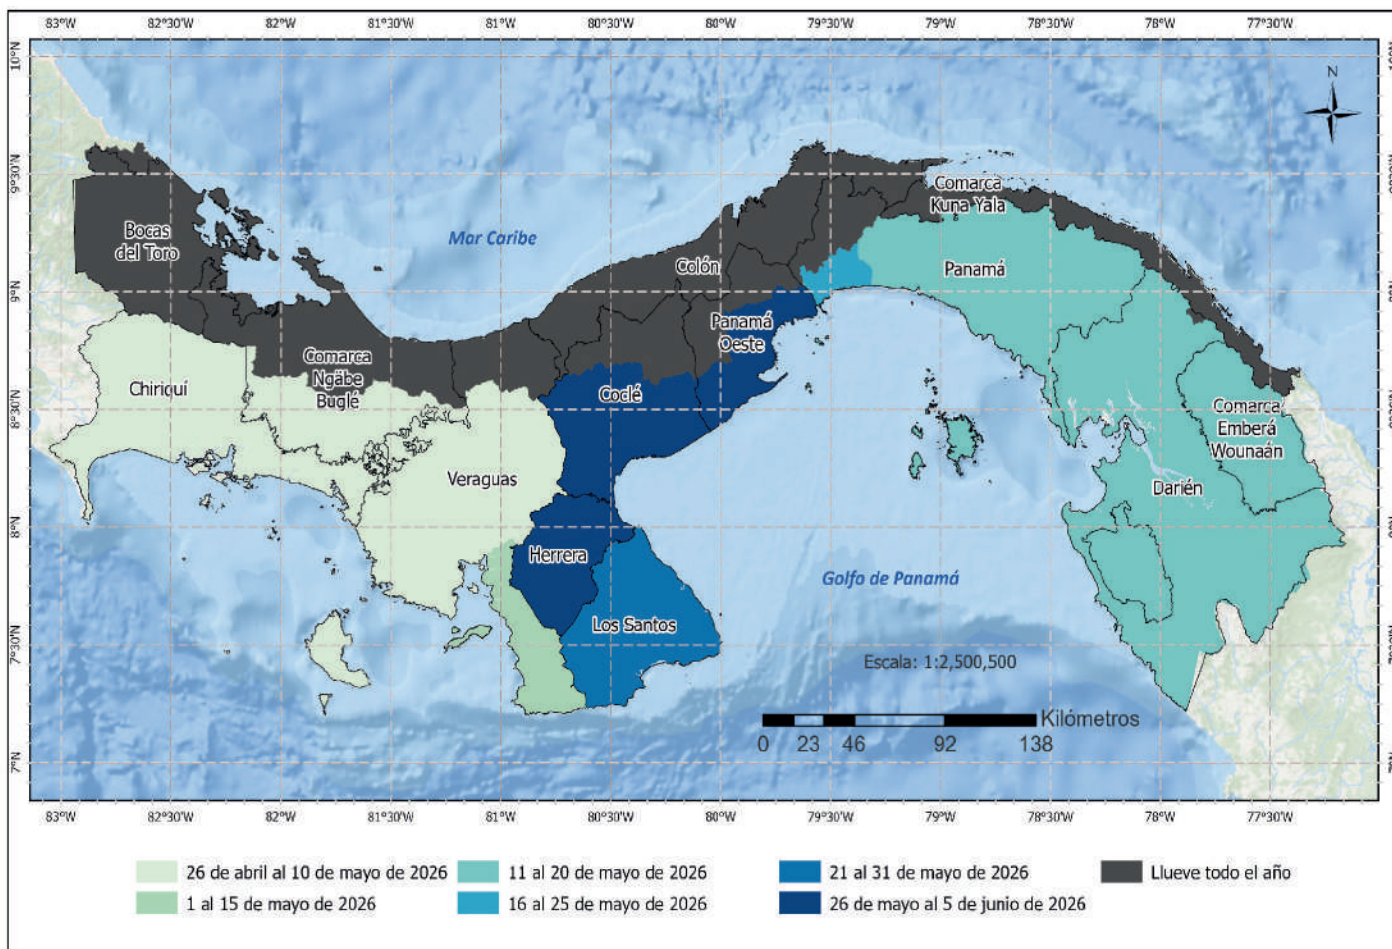 83°W 82°30'W 82°W 81°30'W 81°W 80°30'W 80°W 79°30'W 79°W 78°30'W 78°W 77°30'W
10°N
N
9°30'N
Comarca
Kuna Yala
Bocas
del Toro
Mar Caribe
Colón
Panamá
9°N
Panamá
Oeste
Comarca
Ngäbe
Buglé
Chiriquí
Coclé
8°30'N
Comarca
Emberá
Wounaán
Veraguas
Darién
8°N
Herrera
Golfo de Panamá
Los Santos
7°30'N
Escala: 1:2,500,500
Kilómetros
0 23 46 92 138
7°N
83°W 82°30'W 82°W 81°30'W 81°W 80°30'W 80°W 79°30'W 79°W 78°30'W 78°W 77°30'W
26 de abril al 10 de mayo de 2026
11 al 20 de mayo de 2026
21 al 31 de mayo de 2026
Llueve todo el año
1 al 15 de mayo de 2026
16 al 25 de mayo de 2026
26 de mayo al 5 de junio de 2026